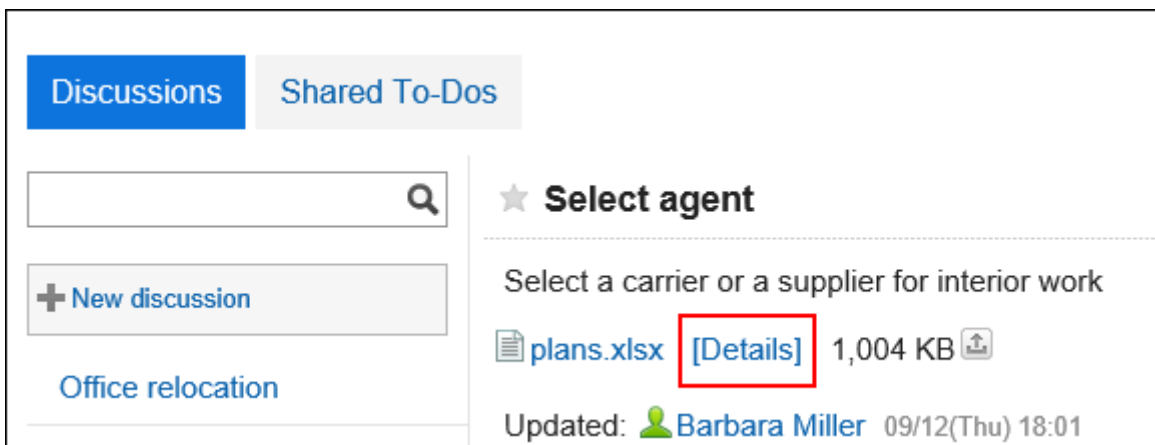 Discussions
Shared To-Dos
Select agent
New discussion
Office relocation
Select a carrier or a supplier for interior work
plans.xlsx [Details] 1,004 KB
Updated: Barbara Miller 09/12(Thu) 18:01